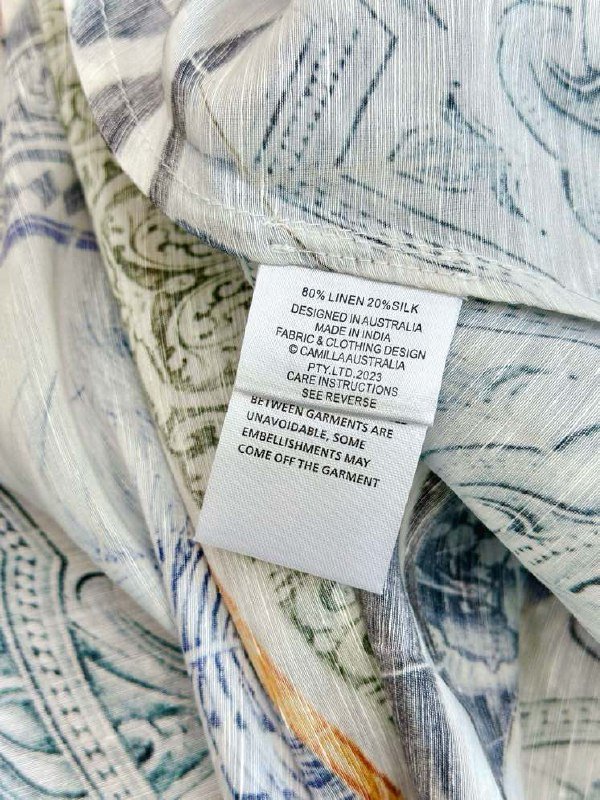 80% LINEN 20%SILK
DESIGNED IN AUSTRALIA
MADE IN INDIA
FABRIC & CLOTHING DESIGN
© CAMILLA AUSTRALIA
PTY.LTD.2023
CARE INSTRUCTIONS
SEE REVERSE
BETWEEN GARMENTS ARE
UNAVOIDABLE, SOME
EMBELLISHMENTS MAY
COME OFF THE GARMENT